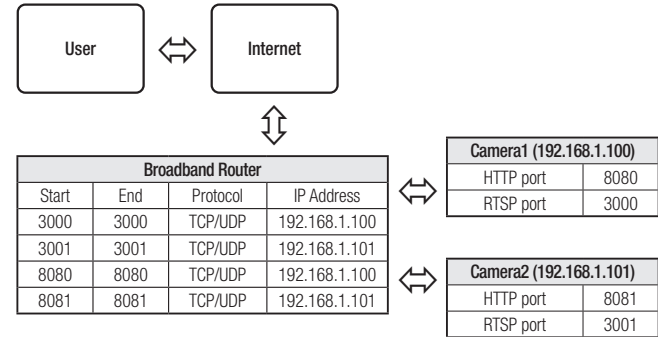 User
Internet
Broadband Router
Start End Protocol IP Address
3000 3000 TCP/UDP 192.168.1.100
3001 3001 TCP/UDP 192.168.1.101
8080 8080 TCP/UDP 192.168.1.100
8081 8081 TCP/UDP 192.168.1.101
Camera1 (192.168.1.100)
HTTP port 8080
RTSP port 3000
Camera2 (192.168.1.101)
HTTP port 8081
RTSP port 3001